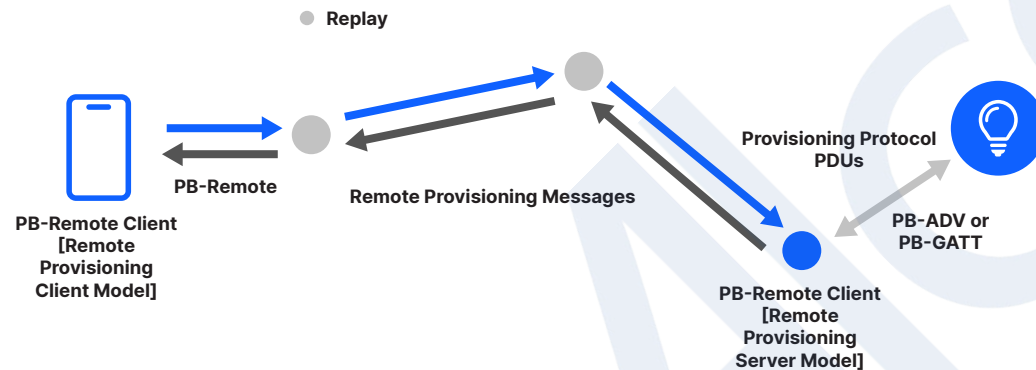 Replay
Provisioning Protocol
PDUs
PB-Remote
Remote Provisioning Messages
PB-Remote Client
[Remote
Provisioning
Client Model]
PB-ADV or
PB-GATT
PB-Remote Client
[Remote
Provisioning
Server Model]